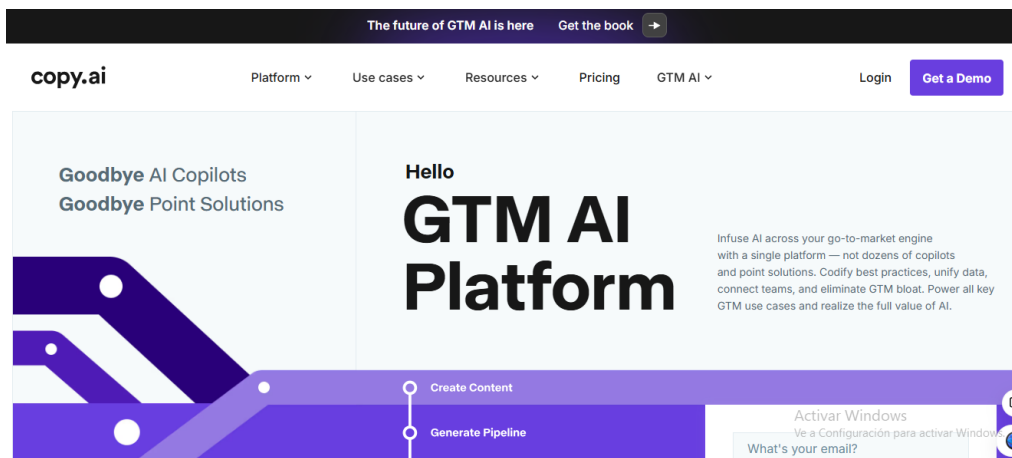 The future of GTM AI is here Get the book
copy.ai Platform Use cases Resources Pricing GTM AI Login Get a Demo
Goodbye AI Copilots
Goodbye Point Solutions
Hello
GTM AI
Platform
Infuse AI across your go-to-market engine
with a single platform — not dozens of copilots
and point solutions. Codify best practices, unify data,
connect teams, and eliminate GTM bloat. Power all key
GTM use cases and realize the full value of AI.
Create Content
Generate Pipeline
Activar Windows
Ve a Configuración para activar Windows.
What's your email?